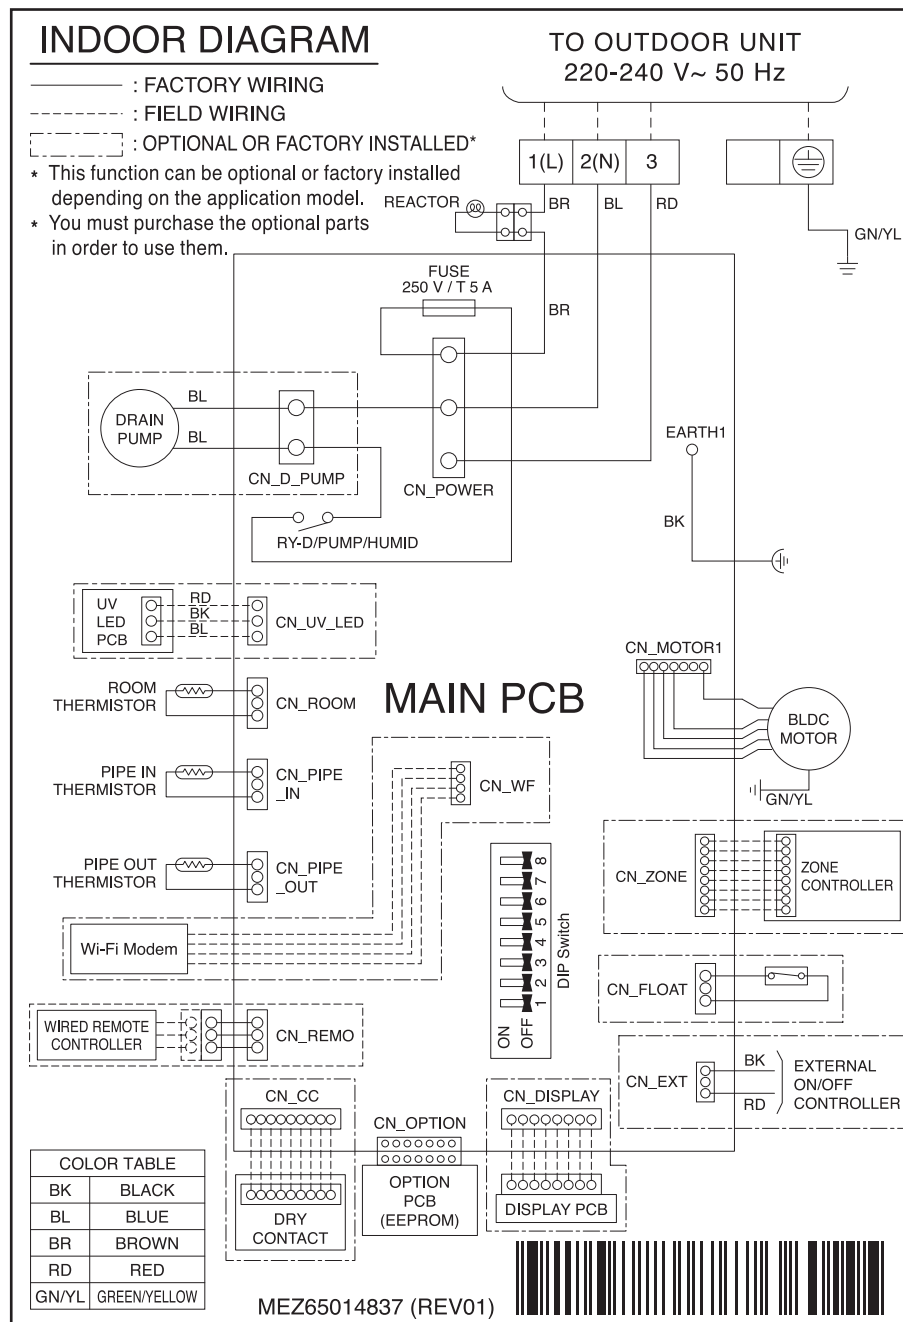 INDOOR DIAGRAM
: FACTORY WIRING
: FIELD WIRING
: OPTIONAL OR FACTORY INSTALLED*
* This function can be optional or factory installed
depending on the application model.
* You must purchase the optional parts
in order to use them.
TO OUTDOOR UNIT
220-240 V~ 50 Hz
1(L) 2(N) 3
REACTOR
BR BL RD
GN/YL
FUSE
250 V / T 5 A
BR
DRAIN
PUMP
BL
BL
CN_D_PUMP
CN_POWER
RY-D/PUMP/HUMID
EARTH1
BK
UV
LED
PCB
RD
BK
BL
CN_UV_LED
ROOM
THERMISTOR
CN_ROOM
MAIN PCB
CN_MOTOR1
BLDC
MOTOR
GN/YL
PIPE IN
THERMISTOR
CN_PIPE
_IN
CN_WF
PIPE OUT
THERMISTOR
CN_PIPE
_OUT
Wi-Fi Modem
1 2 3 4 5 6 7 8
ON
OFF
DIP Switch
CN_ZONE
ZONE
CONTROLLER
CN_FLOAT
WIRED REMOTE
CONTROLLER
CN_REMO
CN_EXT
BK
RD
EXTERNAL
ON/OFF
CONTROLLER
CN_CC
DRY
CONTACT
CN_OPTION
OPTION
PCB
(EEPROM)
CN_DISPLAY
DISPLAY PCB
COLOR TABLE
BK BLACK
BL BLUE
BR BROWN
RD RED
GN/YL GREEN/YELLOW
MEZ65014837 (REV01)